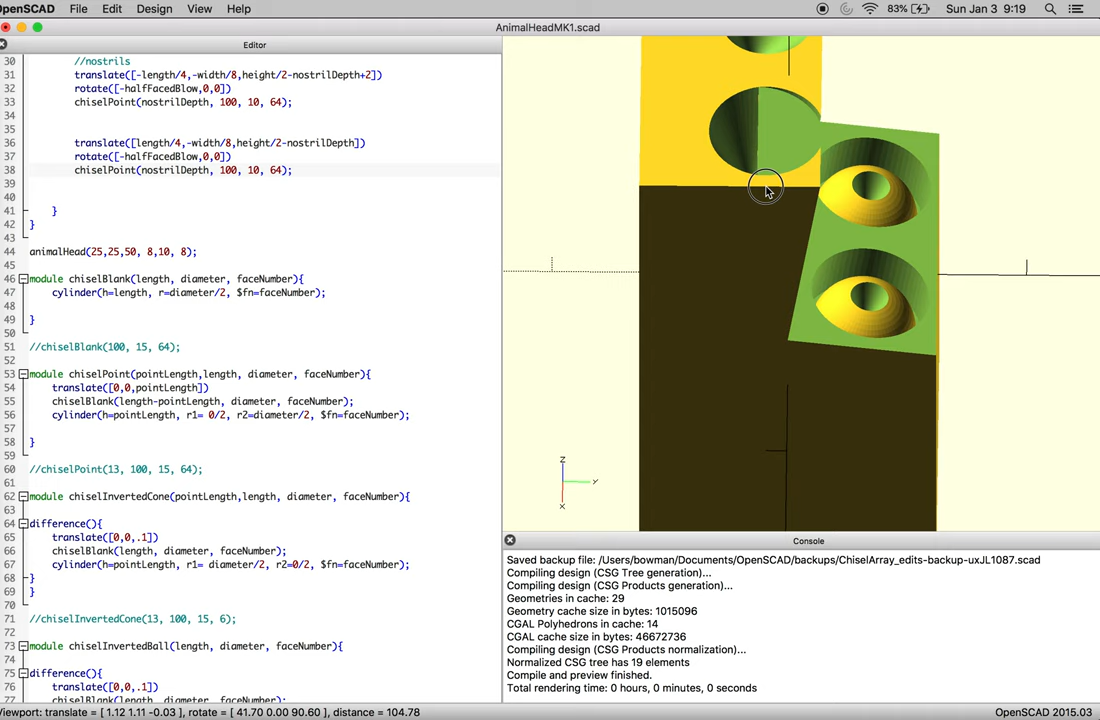 OpenSCAD File Edit Design View Help 83% Sun Jan 3 9:19
AnimalHeadMK1.scad
Editor
30 //nostrils
31 translate([-length/4,-width/8,height/2-nostrilDepth+2])
32 rotate([-halfFacedBlow,0,0])
33 chiselPoint(nostrilDepth, 100, 10, 64);
34
35
36 translate([length/4,-width/8,height/2-nostrilDepth])
37 rotate([-halfFacedBlow,0,0])
38 chiselPoint(nostrilDepth, 100, 10, 64);
39
40
41 }
42 }
43
44 animalHead(25,25,50, 8,10, 8);
45
46 module chiselBlank(length, diameter, faceNumber){
47 cylinder(h=length, r=diameter/2, $fn=faceNumber);
48
49 }
50
51 //chiselBlank(100, 15, 64);
52
53 module chiselPoint(pointLength,length, diameter, faceNumber){
54 translate([0,0,pointLength])
55 chiselBlank(length-pointLength, diameter, faceNumber);
56 cylinder(h=pointLength, r1= 0/2, r2=diameter/2, $fn=faceNumber);
57
58 }
59
60 //chiselPoint(13, 100, 15, 64);
61
62 module chiselInvertedCone(pointLength,length, diameter, faceNumber){
63
64 difference(){
65 translate([0,0,.1])
66 chiselBlank(length, diameter, faceNumber);
67 cylinder(h=pointLength, r1= diameter/2, r2=0/2, $fn=faceNumber);
68 }
69 }
70
71 //chiselInvertedCone(13, 100, 15, 6);
72
73 module chiselInvertedBall(length, diameter, faceNumber){
74
75 difference(){
76 translate([0,0,.1])
77 chiselBlank(length, diameter, faceNumber);
Z
Y
X
Console
Saved backup file: /Users/bowman/Documents/OpenSCAD/backups/ChiselArray_edits-backup-uxJL1087.scad
Compiling design (CSG Tree generation)...
Compiling design (CSG Products generation)...
Geometries in cache: 29
Geometry cache size in bytes: 1015096
CGAL Polyhedrons in cache: 14
CGAL cache size in bytes: 46672736
Compiling design (CSG Products normalization)...
Normalized CSG tree has 19 elements
Compile and preview finished.
Total rendering time: 0 hours, 0 minutes, 0 seconds
Viewport: translate = [ 1.12 1.11 -0.03 ], rotate = [ 41.70 0.00 90.60 ], distance = 104.78
OpenSCAD 2015.03